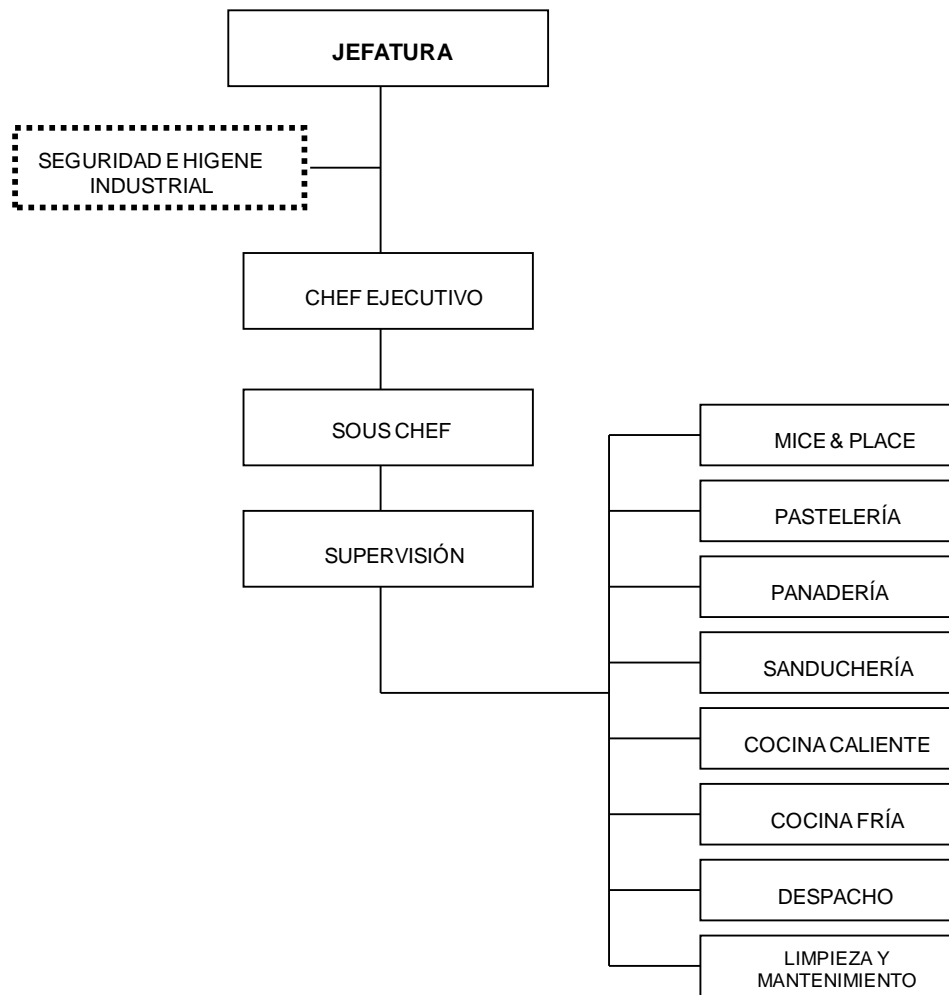 JEFATURA
SEGURIDAD E HIGENE
INDUSTRIAL
CHEF EJECUTIVO
SOUS CHEF
SUPERVISIÓN
MICE & PLACE
PASTELERÍA
PANADERÍA
SANDUCHERÍA
COCINA CALIENTE
COCINA FRÍA
DESPACHO
LIMPIEZA Y
MANTENIMIENTO